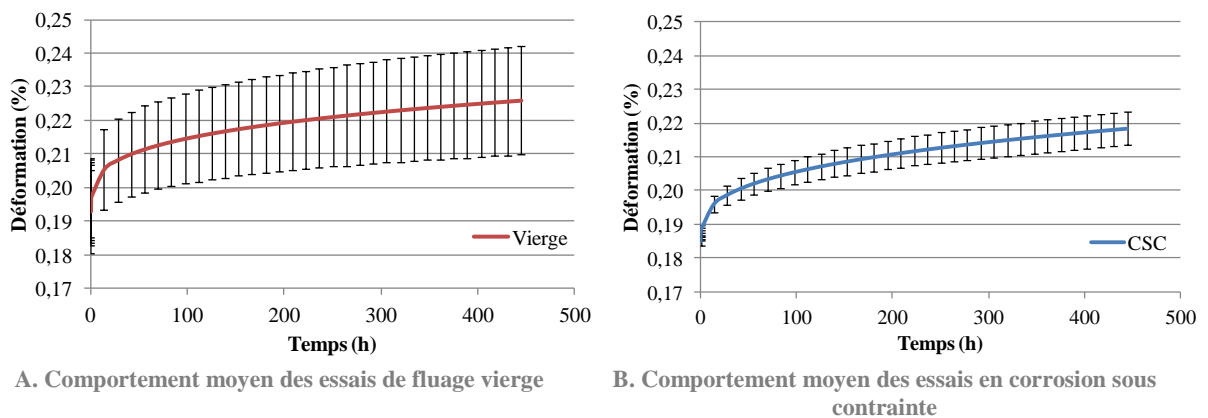 0,25
0,24
0,23
0,22
0,21
0,20
0,19
0,18
0,17
Déformation (%)
0 100 200 300 400 500
Temps (h)
Vierge
A. Comportement moyen des essais de fluage vierge
0,25
0,24
0,23
0,22
0,21
0,20
0,19
0,18
0,17
Déformation (%)
0 100 200 300 400 500
Temps (h)
CSC
B. Comportement moyen des essais en corrosion sous
contrainte